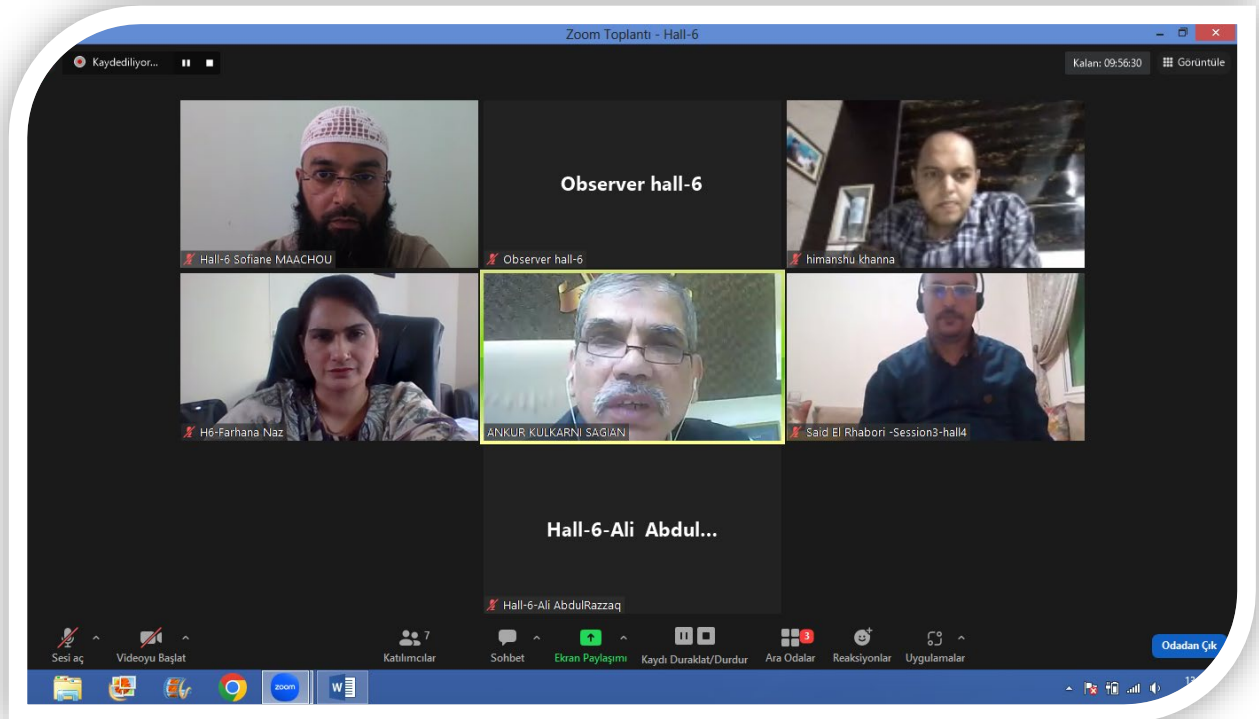 Zoom Toplantı - Hall-6
Kaydediliyor...
Kalan: 09:56:30
Görüntüle
Observer hall-6
Hall-6 Sofiane MAACHOU
Observer hall-6
himanshu khanna
H6-Farhana Naz
ANKUR KULKARNI SAGIAN
Said El Rhabori -Session3-hall4
Hall-6-Ali Abdul...
Hall-6-Ali AbdulRazzaq
7
3
Sesi aç
Videoyu Başlat
Katılımcılar
Sohbet
Ekran Paylaşımı
Kaydı Duraklat/Durdur
Ara Odalar
Reaksiyonlar
Uygulamalar
Odadan Çık
zoom
W